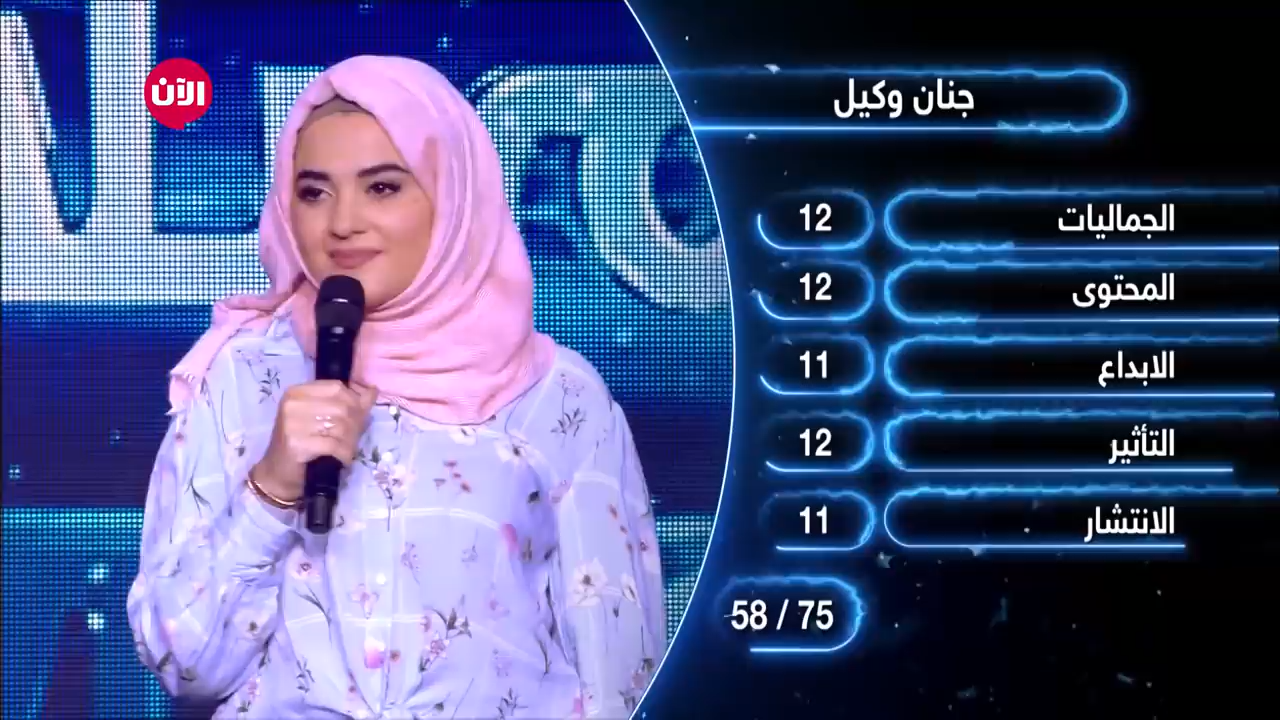 الآن
جنان وكيل
الجماليات 12
المحتوى 12
الابداع 11
التأثير 12
الانتشار 11
58 / 75